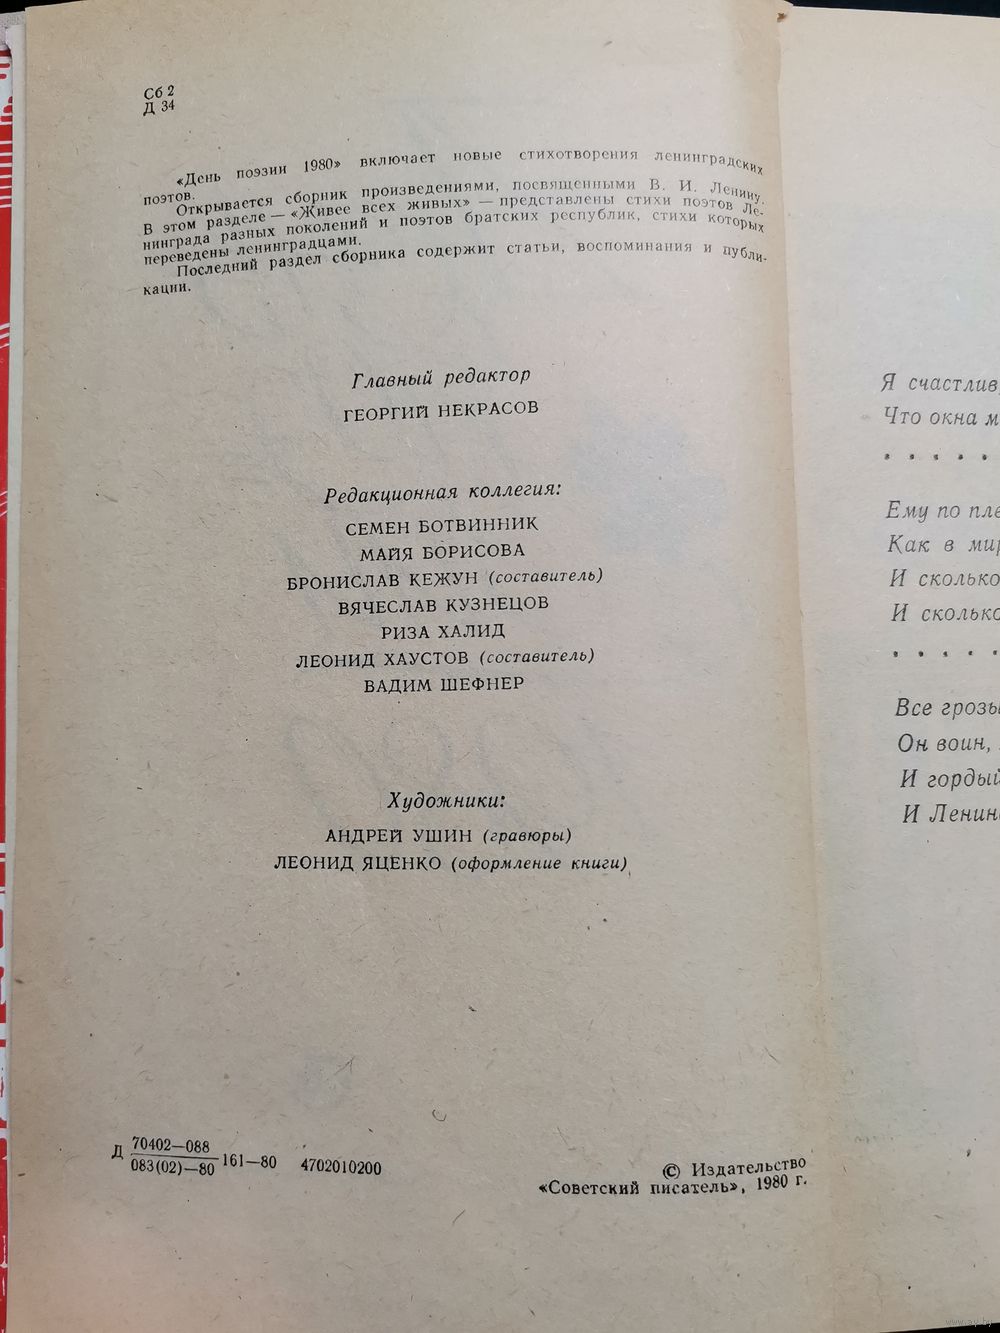 Сб 2
Д 34
«День поэзии 1980» включает новые стихотворения ленинградских
поэтов.
Открывается сборник произведениями, посвященными В. И. Ленину.
В этом разделе — «Живее всех живых» — представлены стихи поэтов Ле-
нинграда разных поколений и поэтов братских республик, стихи которых
переведены ленинградцами.
Последний раздел сборника содержит статьи, воспоминания и публи-
кации.
Главный редактор
ГЕОРГИЙ НЕКРАСОВ
Редакционная коллегия:
СЕМЕН БОТВИННИК
МАЙЯ БОРИСОВА
БРОНИСЛАВ КЕЖУН (составитель)
ВЯЧЕСЛАВ КУЗНЕЦОВ
РИЗА ХАЛИД
ЛЕОНИД ХАУСТОВ (составитель)
ВАДИМ ШЕФНЕР
Художники:
АНДРЕЙ УШИН (гравюры)
ЛЕОНИД ЯЦЕНКО (оформление книги)
Д 70402—088
083(02)—80 161—80 4702010200
© Издательство
«Советский писатель», 1980 г.
Я счастлив,
Что окна м
. . . . .
Ему по пле
Как в мир
И сколько
И сколько
. . . . .
Все грозы
Он воин,
И гордый
И Ленин